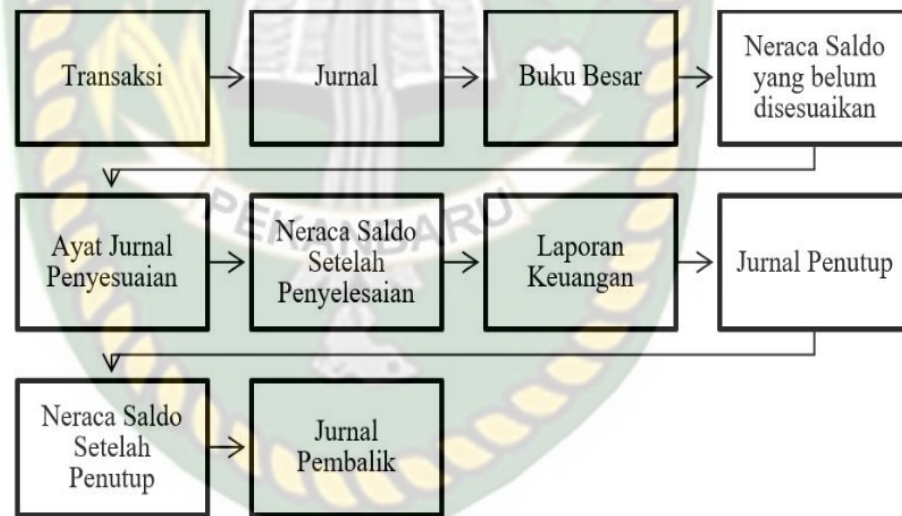 Transaksi
Jurnal
Buku Besar
Neraca Saldo
yang belum
disesuaikan
PEKANBARU
Ayat Jurnal
Penyesuaian
Neraca Saldo
Setelah
Penyelesaian
Laporan
Keuangan
Jurnal Penutup
Neraca Saldo
Setelah
Penutup
Jurnal
Pembalik